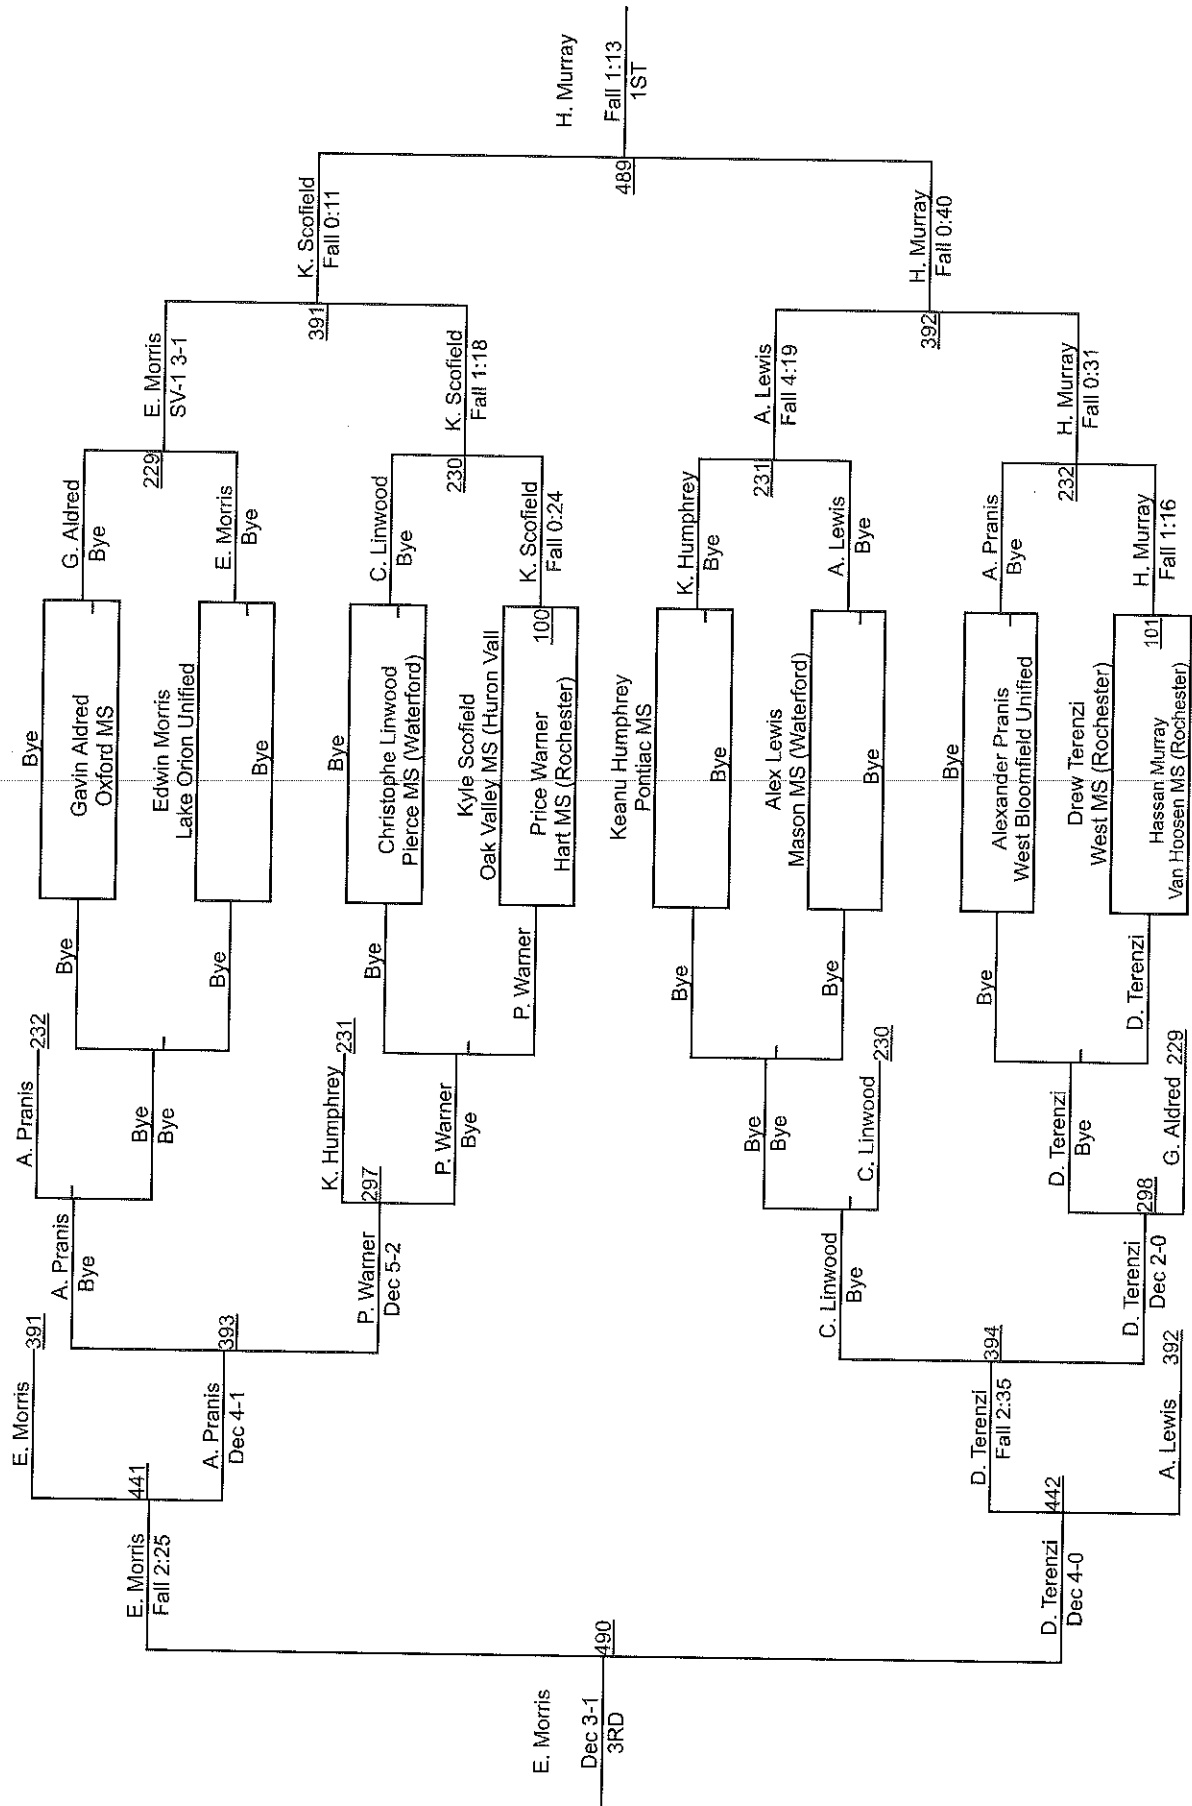 H. Murray
Fall 1:13
1ST
489
K. Scofield
Fall 0:11
H. Murray
Fall 0:40
391
392
E. Morris
SV-1 3-1
K. Scofield
Fall 1:18
A. Lewis
Fall 4:19
H. Murray
Fall 0:31
229
230
231
232
G. Aldred
Bye
E. Morris
Bye
C. Linwood
Bye
K. Scofield
Fall 0:24
K. Humphrey
Bye
A. Lewis
Bye
A. Pranis
Bye
H. Murray
Fall 1:16
Bye
Gavin Aldred
Oxford MS
Edwin Morris
Lake Orion Unified
Bye
Bye
Christophe Linwood
Pierce MS (Waterford)
Kyle Scofield
Oak Valley MS (Huron Vall
Price Warner
Hart MS (Rochester)
100
Keanu Humphrey
Pontiac MS
Bye
Alex Lewis
Mason MS (Waterford)
Bye
Bye
Alexander Pranis
West Bloomfield Unified
Drew Terenzi
West MS (Rochester)
Hassan Murray
Van Hoosen MS (Rochester)
101
Bye
Bye
Bye
P. Warner
Bye
Bye
Bye
D. Terenzi
A. Pranis 232
Bye
Bye
K. Humphrey 231
P. Warner
Bye
297
Bye
Bye
C. Linwood 230
D. Terenzi
Bye
G. Aldred 229
298
E. Morris 391
A. Pranis
Bye
P. Warner
Dec 5-2
393
C. Linwood
Bye
D. Terenzi
Dec 2-0
394
A. Lewis 392
A. Pranis
Dec 4-1
441
D. Terenzi
Fall 2:35
442
E. Morris
Fall 2:25
D. Terenzi
Dec 4-0
490
E. Morris
Dec 3-1
3RD